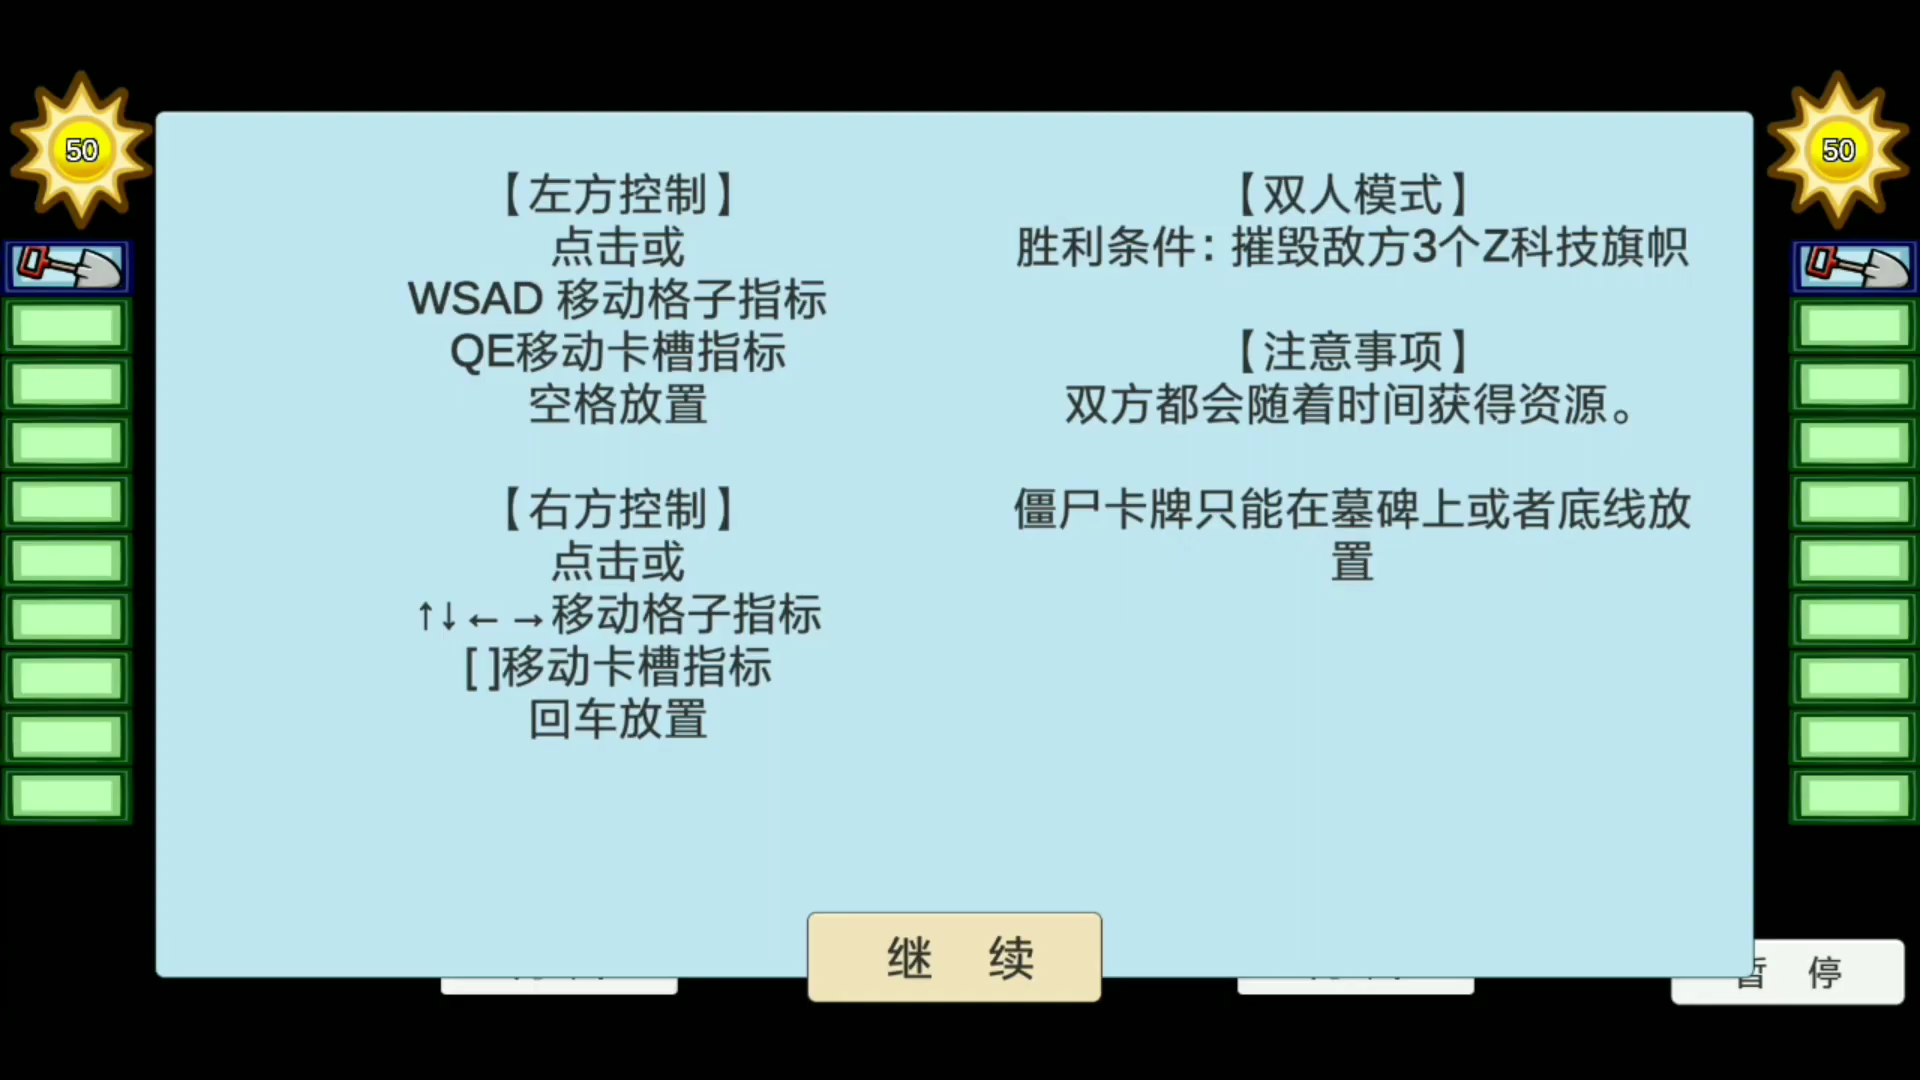 50
50
【左方控制】
点击或
WSAD 移动格子指标
QE移动卡槽指标
空格放置
【右方控制】
点击或
↑↓←→移动格子指标
[ ]移动卡槽指标
回车放置
【双人模式】
胜利条件：摧毁敌方3个Z科技旗帜
【注意事项】
双方都会随着时间获得资源。
僵尸卡牌只能在墓碑上或者底线放
置
继 续
暂 停